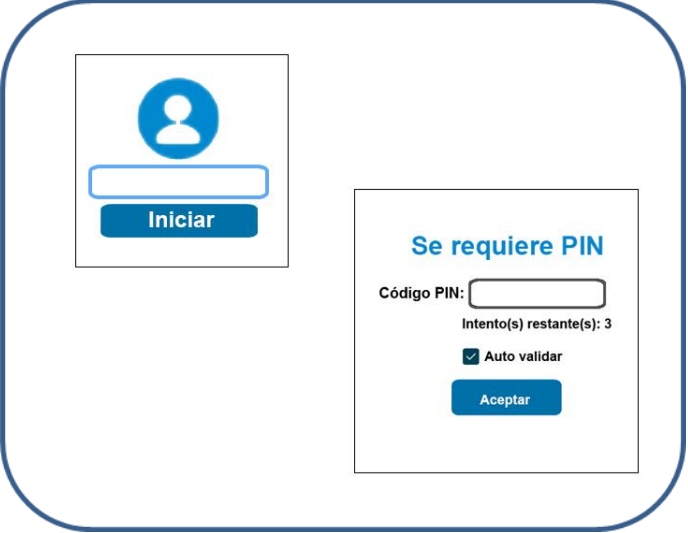 Iniciar
Se requiere PIN
Código PIN:
Intento(s) restante(s): 3
Auto validar
Aceptar